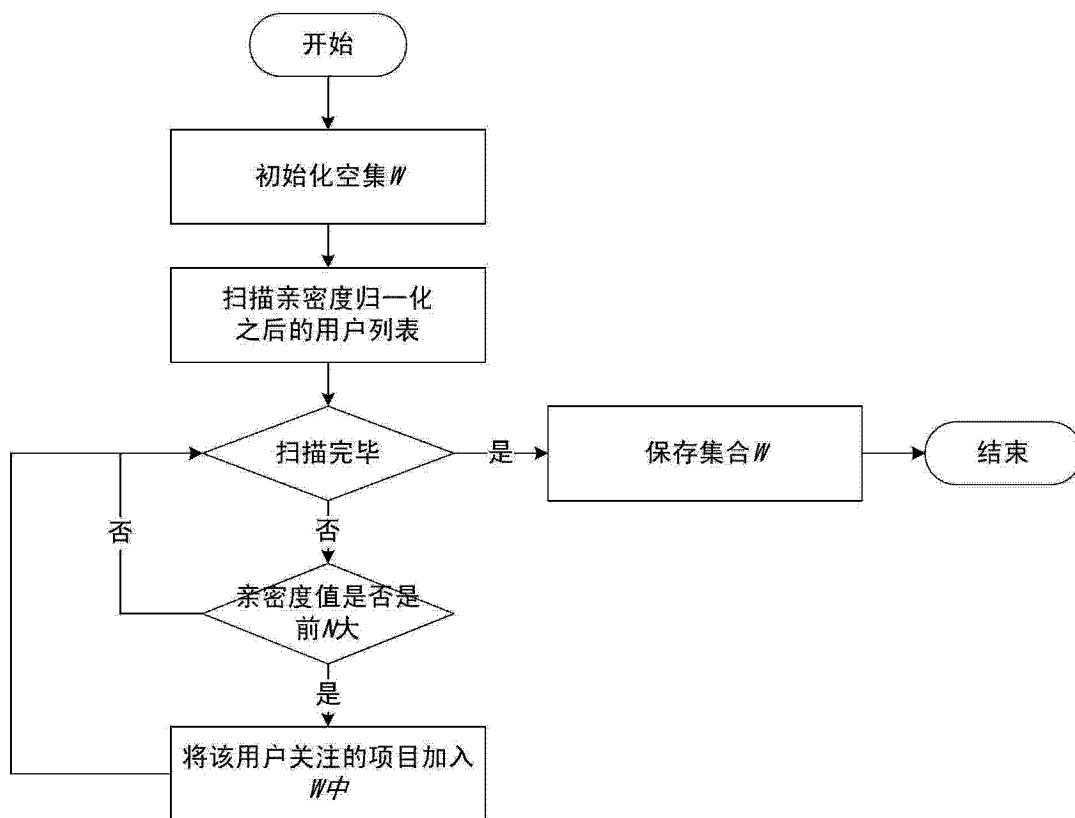 开始
初始化空集W
扫描亲密度归一化
之后的用户列表
扫描完毕
是
保存集合W
结束
否
否
亲密度值是否是
前N大
是
将该用户关注的项目加入
W中